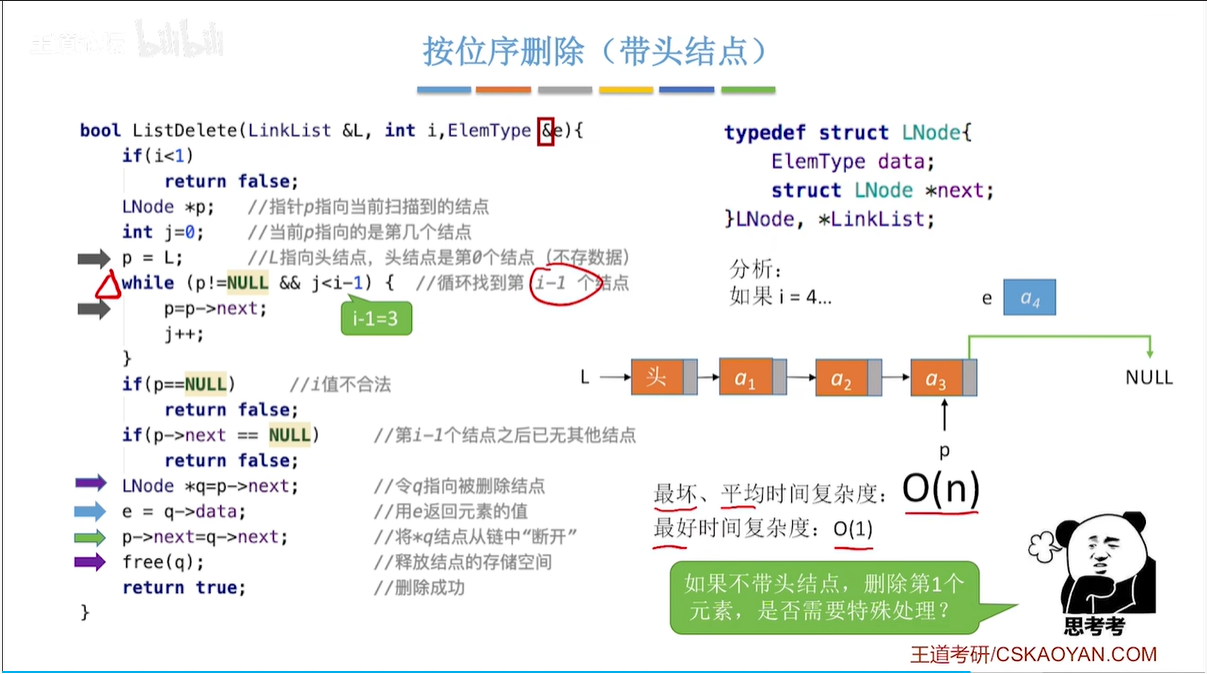 王道论坛 bilibili
按位序删除（带头结点）
bool ListDelete(LinkList &L, int i,ElemType &e){
if(i<1)
return false;
LNode *p; //指针p指向当前扫描到的结点
int j=0; //当前p指向的是第几个结点
p = L; //L指向头结点，头结点是第0个结点（不存数据）
while (p!=NULL && j<i-1) { //循环找到第 i-1 个结点
p=p->next;
i-1=3
j++;
}
if(p==NULL) //i值不合法
return false;
if(p->next == NULL) //第i-1个结点之后已无其他结点
return false;
LNode *q=p->next; //令q指向被删除结点
e = q->data; //用e返回元素的值
p->next=q->next; //将*q结点从链中“断开”
free(q); //释放结点的存储空间
return true; //删除成功
}
typedef struct LNode{
ElemType data;
struct LNode *next;
}LNode, *LinkList;
分析：
如果 i = 4...
e a4
L 头 a1 a2 a3 NULL
p
最坏、平均时间复杂度：O(n)
最好时间复杂度：O(1)
如果不带头结点，删除第1个
元素，是否需要特殊处理？
思考考
王道考研/CSKAOYAN.COM